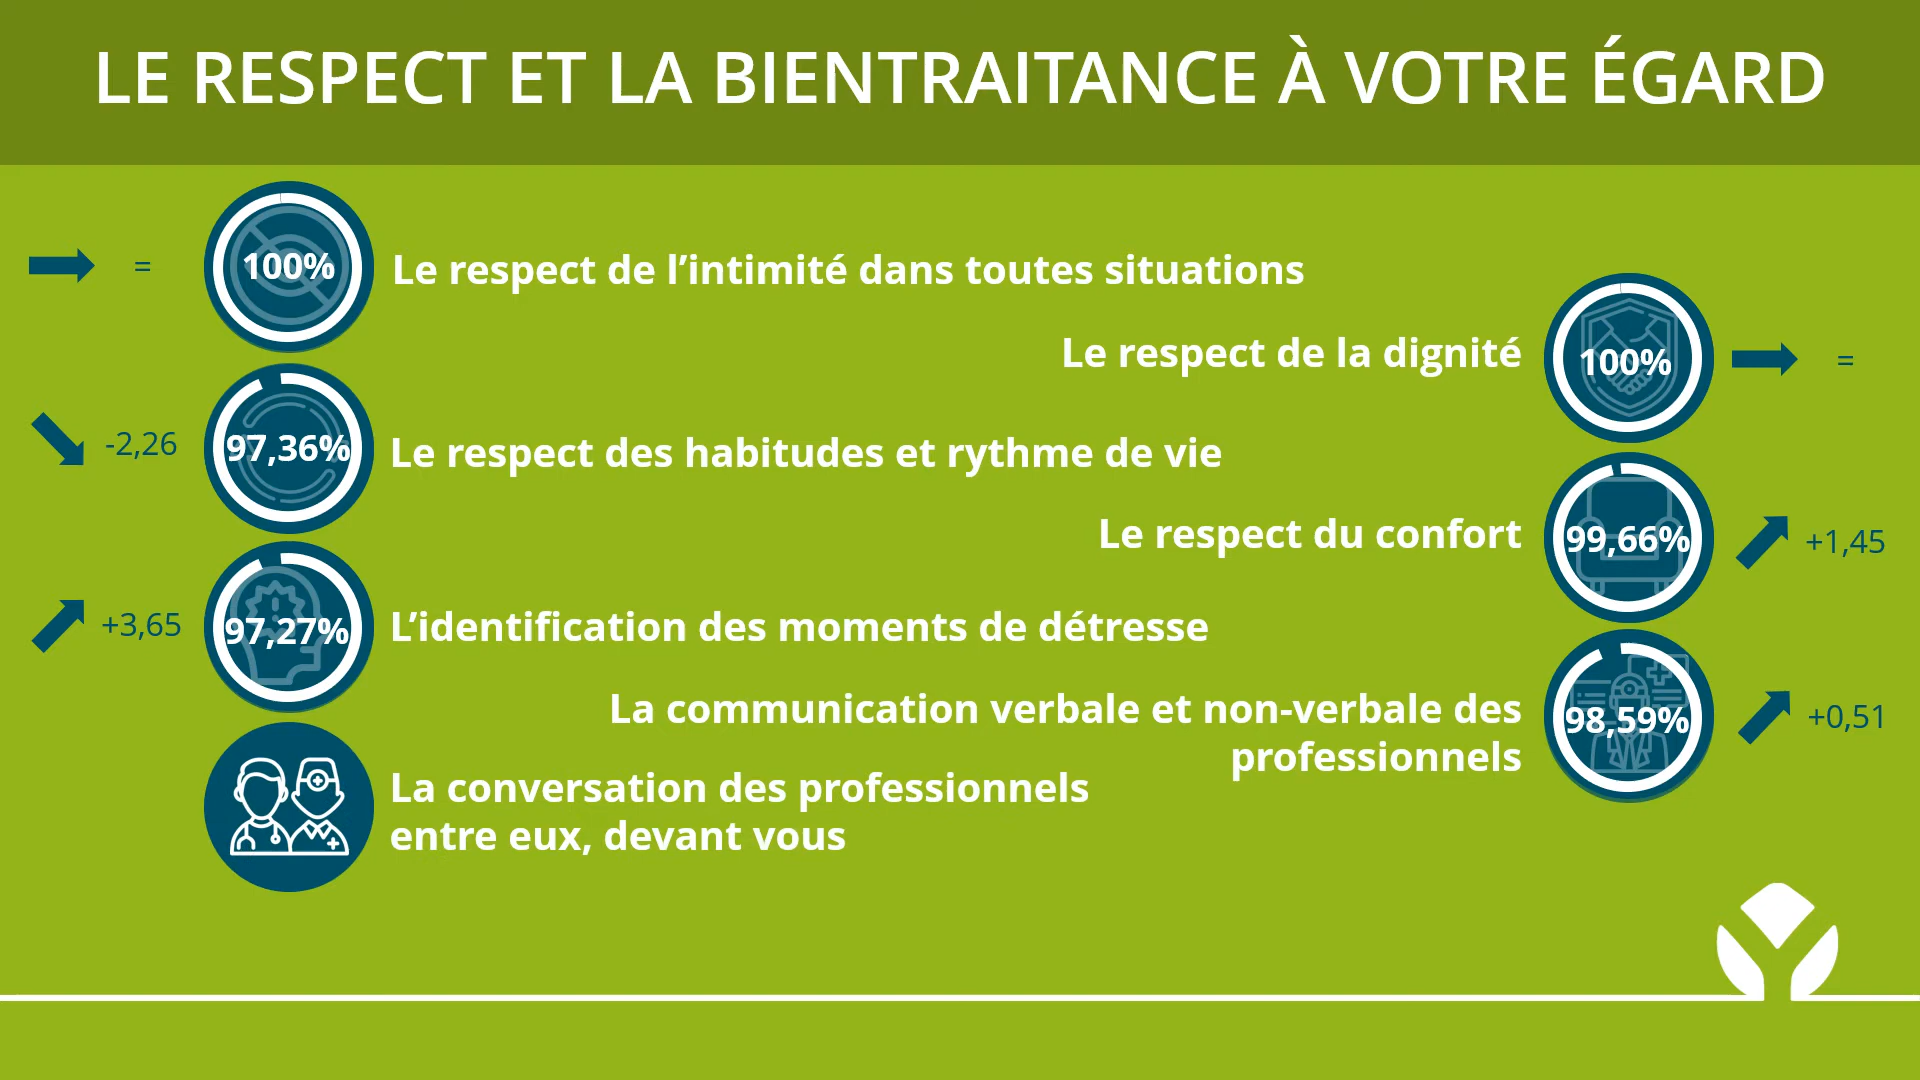 LE RESPECT ET LA BIENTRAITANCE À VOTRE ÉGARD
= 100% Le respect de l’intimité dans toutes situations
Le respect de la dignité 100% =
-2,26 97,36% Le respect des habitudes et rythme de vie
Le respect du confort 99,66% +1,45
+3,65 97,27% L’identification des moments de détresse
La communication verbale et non-verbale des
professionnels
98,59% +0,51
La conversation des professionnels
entre eux, devant vous